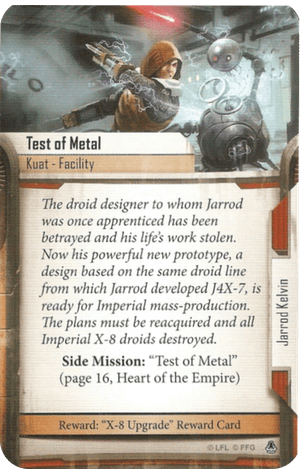 Test of Metal
Kuat - Facility
The droid designer to whom Jarrod
was once apprenticed has been
betrayed and his life's work stolen.
Now his powerful new prototype, a
design based on the same droid line
from which Jarrod developed J4X-7, is
ready for Imperial mass-production.
The plans must be reacquired and all
Imperial X-8 droids destroyed.
Side Mission: “Test of Metal”
(page 16, Heart of the Empire)
Jarrod Kelvin
Reward: “X-8 Upgrade” Reward Card
© LFL © FFG